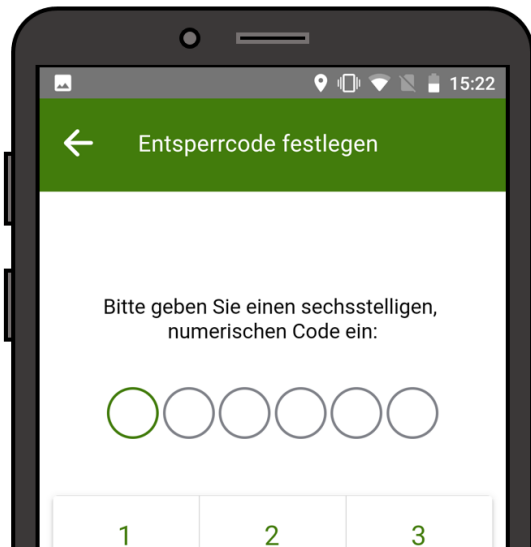 15:22
Entsperrcode festlegen
Bitte geben Sie einen sechsstelligen,
numerischen Code ein:
1 2 3